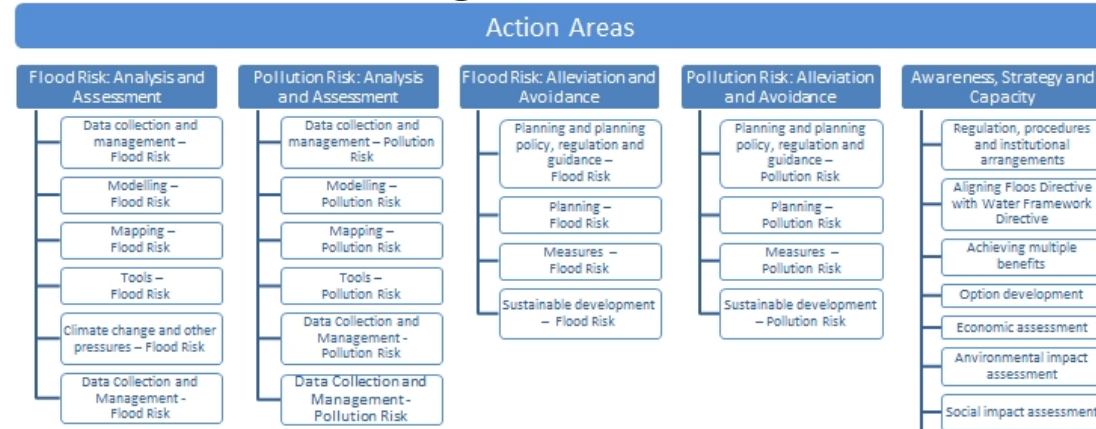 Action Areas
Flood Risk: Analysis and
Assessment
Data collection and
management –
Flood Risk
Modelling –
Flood Risk
Mapping –
Flood Risk
Tools –
Flood Risk
Climate change and other
pressures – Flood Risk
Data Collection and
Management -
Flood Risk
Pollution Risk: Analysis
and Assessment
Data collection and
management – Pollution
Risk
Modelling –
Pollution Risk
Mapping –
Pollution Risk
Tools –
Pollution Risk
Data Collection and
Management -
Pollution Risk
Data Collection and
Management-
Pollution Risk
Flood Risk: Alleviation and
Avoidance
Planning and planning
policy, regulation and
guidance –
Flood Risk
Planning –
Flood Risk
Measures –
Flood Risk
Sustainable development
– Flood Risk
Pollution Risk: Alleviation
and Avoidance
Planning and planning
policy, regulation and
guidance –
Pollution Risk
Planning –
Pollution Risk
Measures –
Pollution Risk
Sustainable development
– Pollution Risk
Awareness, Strategy and
Capacity
Regulation, procedures
and institutional
arrangements
Aligning Floos Directive
with Water Framework
Directive
Achieving multiple
benefits
Option development
Economic assessment
Anvironmental impact
assessment
Social impact assessment